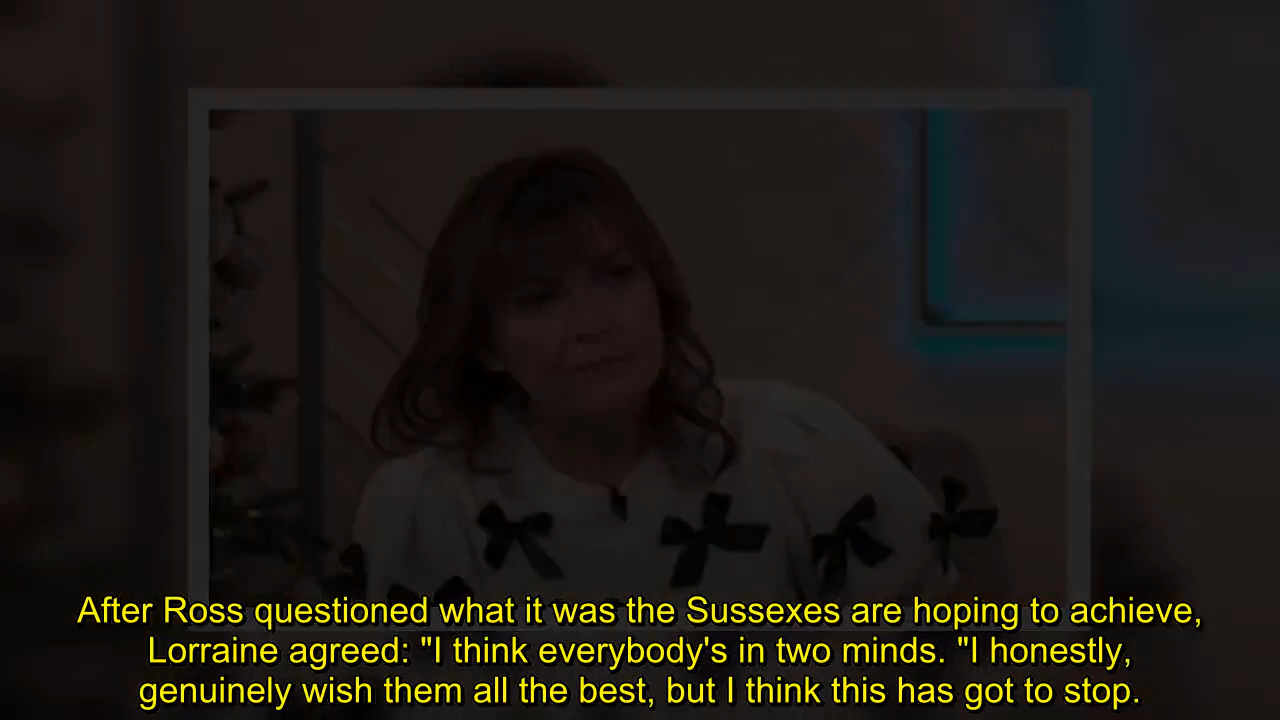 After Ross questioned what it was the Sussexes are hoping to achieve,
Lorraine agreed: "I think everybody's in two minds. "I honestly,
genuinely wish them all the best, but I think this has got to stop.